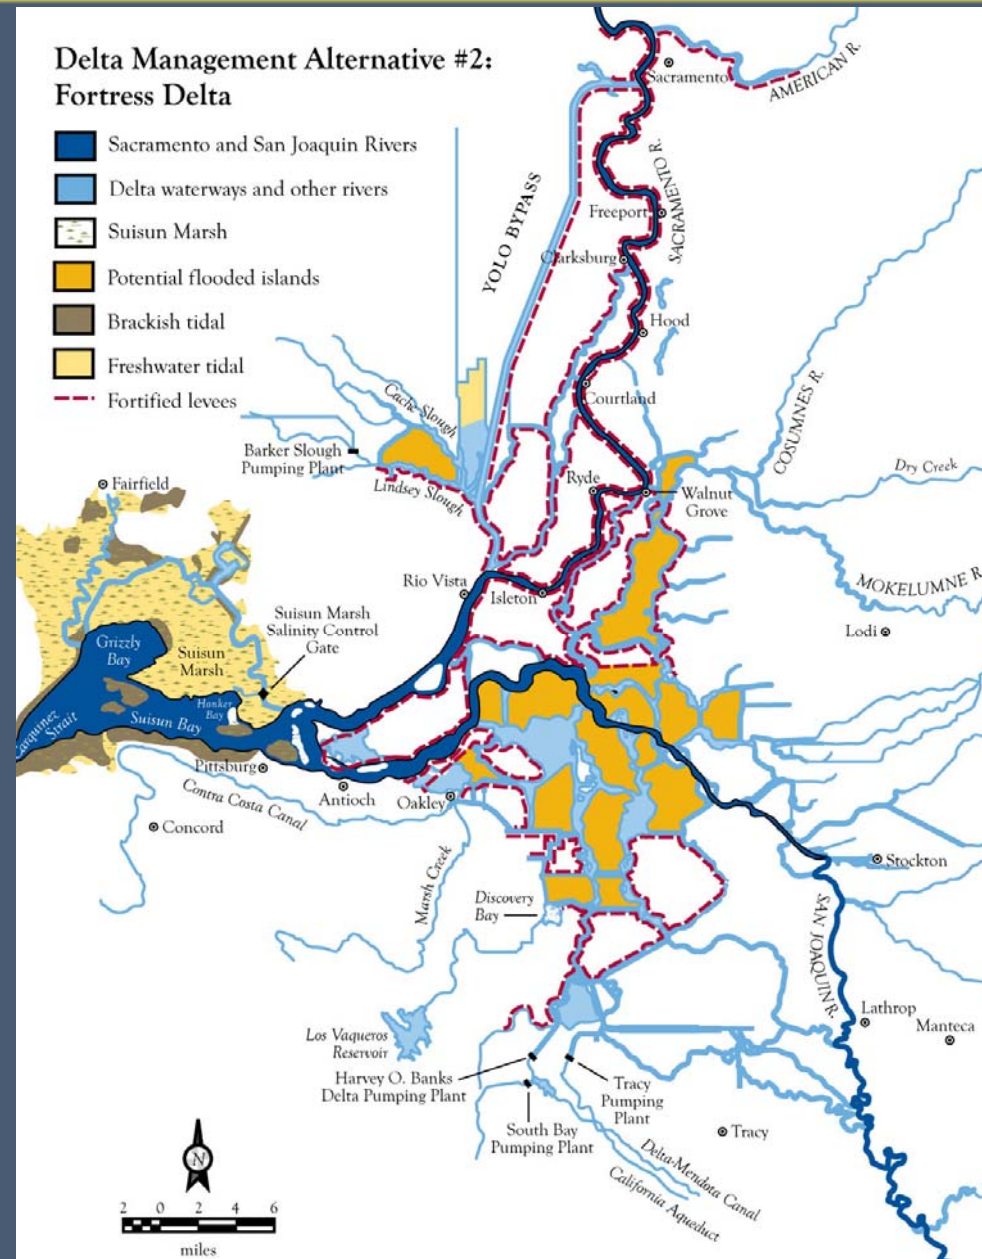 Delta Management Alternative #2:
Fortress Delta
Sacramento and San Joaquin Rivers
Delta waterways and other rivers
Suisun Marsh
Potential flooded islands
Brackish tidal
Freshwater tidal
Fortified levees
Sacramento
AMERICAN R.
SACRAMENTO R.
YOLO BYPASS
Freeport
Clarksburg
Hood
Courtland
COSUMNES R.
Cache Slough
Barker Slough
Pumping Plant
Lindsey Slough
Dry Creek
Ryde
Walnut
Grove
Fairfield
MOKELUMNE R.
Rio Vista
Isleton
Lodi
Suisun Marsh
Salinity Control
Gate
Grizzly
Bay
Suisun
Marsh
Honker
Bay
Suisun Bay
Carquinez
Strait
Pittsburg
Antioch
Oakley
Contra Costa Canal
Concord
Marsh Creek
Stockton
Discovery
Bay
SAN JOAQUIN R.
Los Vaqueros
Reservoir
Lathrop
Manteca
Harvey O. Banks
Delta Pumping Plant
Tracy
Pumping
Plant
South Bay
Pumping Plant
Tracy
Delta-Mendota Canal
California Aqueduct
N
2 0 2 4 6
miles